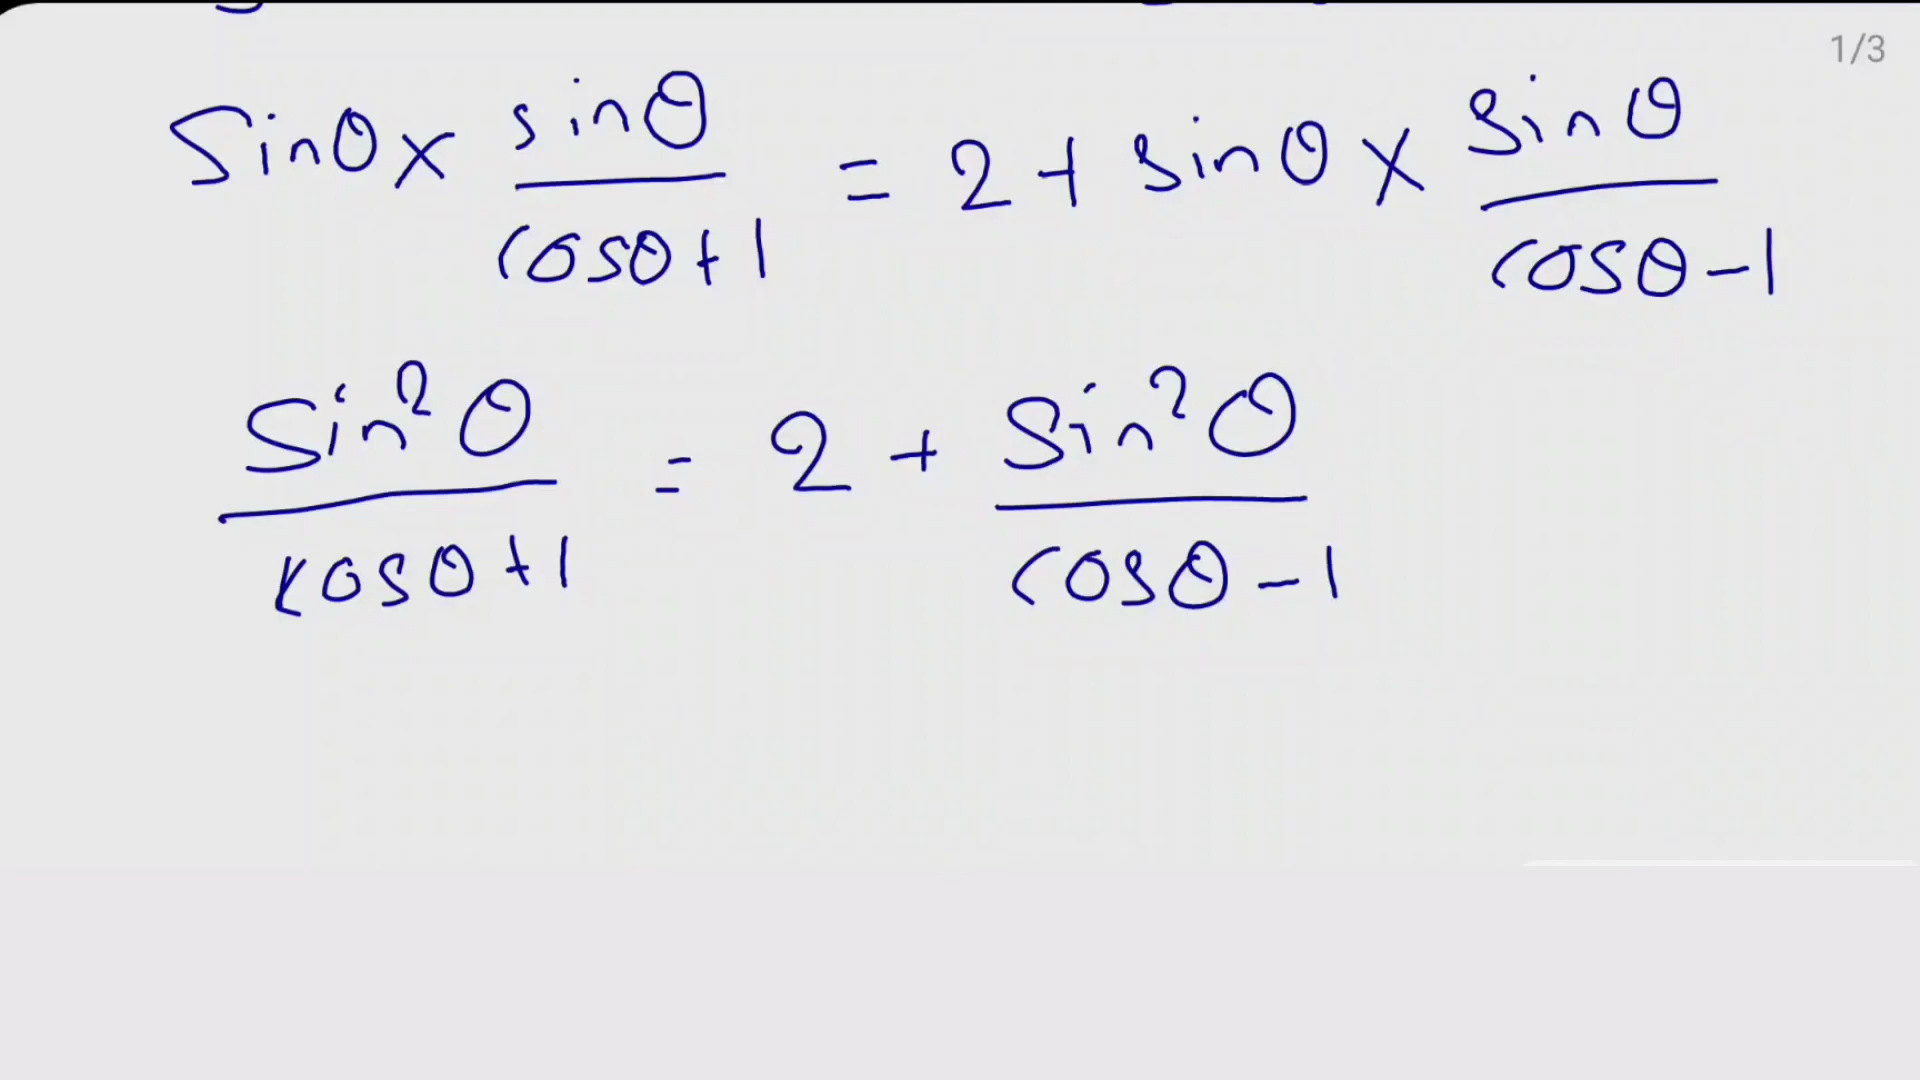 1/3
sinθ × sinθ/(cosθ+1) = 2 + sinθ × sinθ/(cosθ-1)
sin²θ/(cosθ+1) = 2 + sin²θ/(cosθ-1)